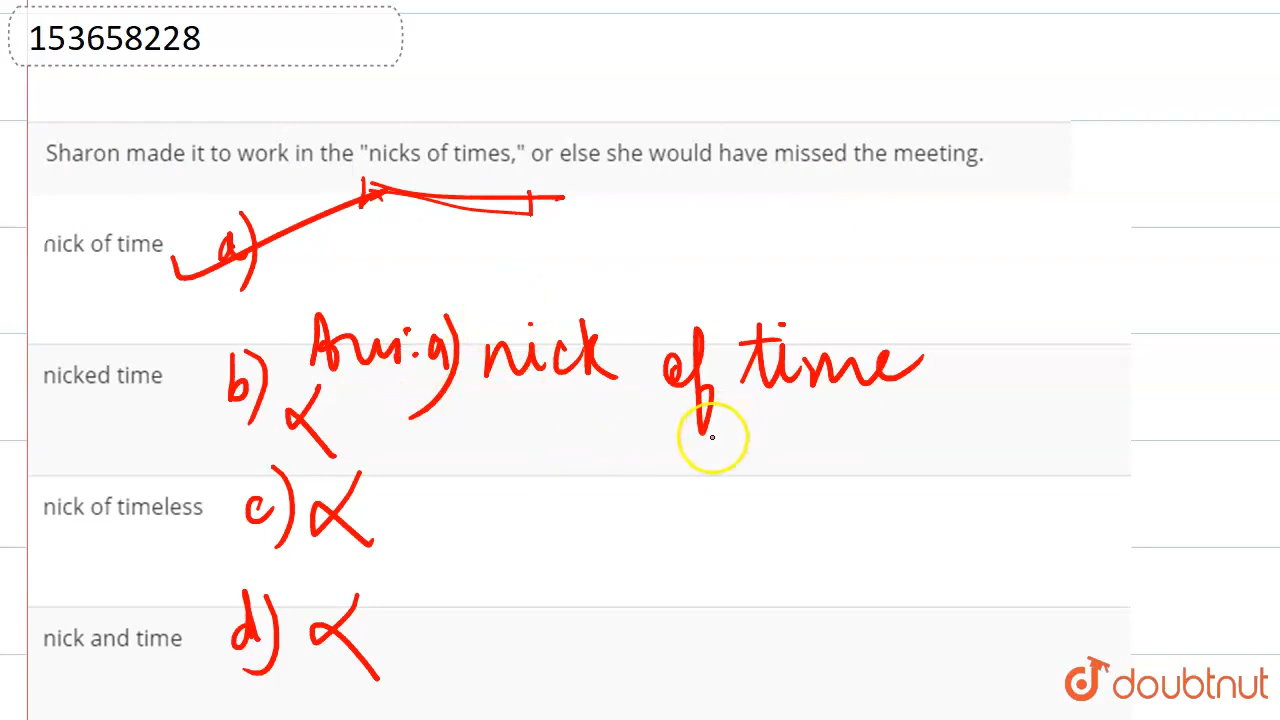 153658228
Sharon made it to work in the "nicks of times," or else she would have missed the meeting.
nick of time a)
Ans: a) nick of time
nicked time b)
nick of timeless c)
nick and time d)
doubtnut